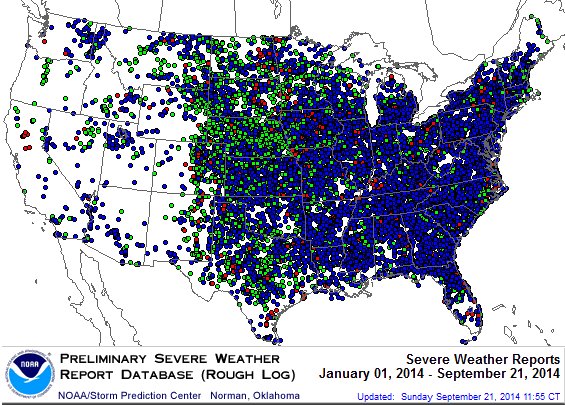 NOAA
PRELIMINARY SEVERE WEATHER
REPORT DATABASE (ROUGH LOG)
NOAA/Storm Prediction Center Norman, Oklahoma
Severe Weather Reports
January 01, 2014 - September 21, 2014
Updated: Sunday September 21, 2014 11:55 CT